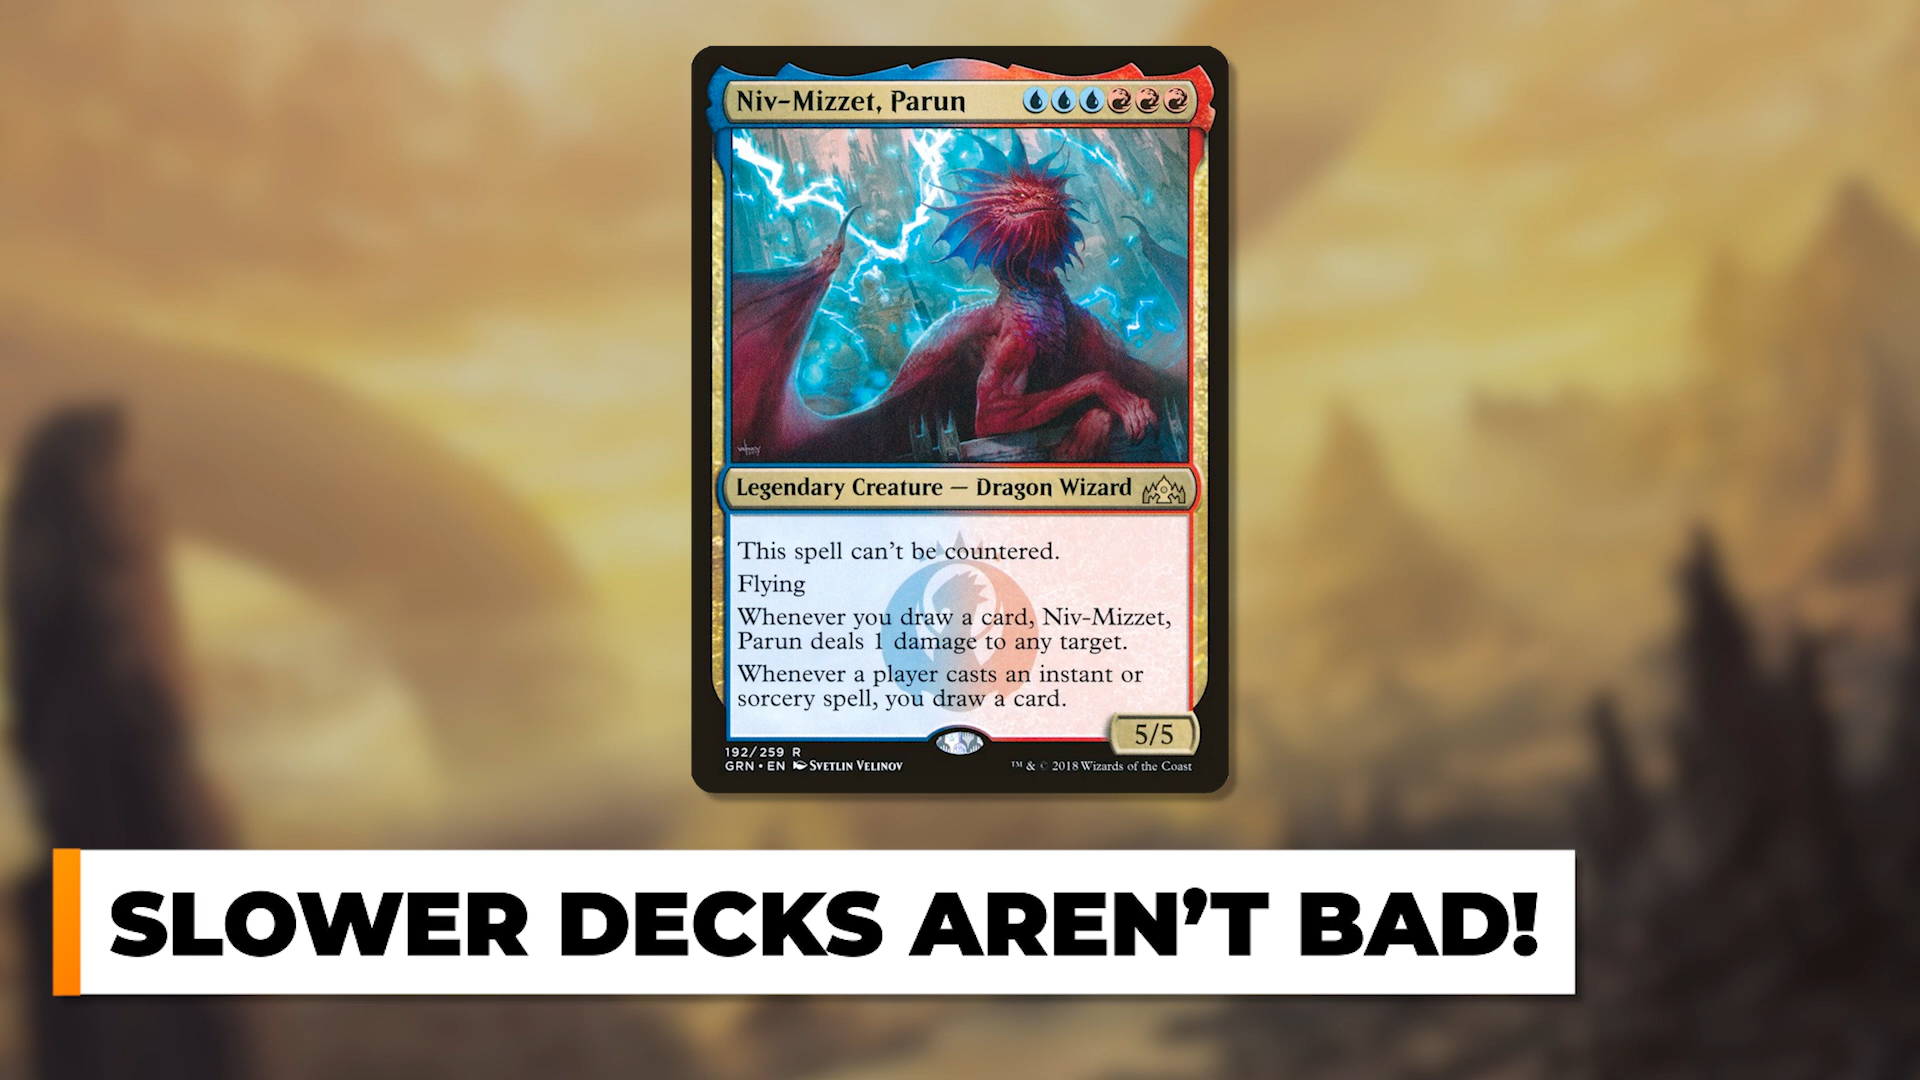 Niv-Mizzet, Parun
Legendary Creature — Dragon Wizard
This spell can't be countered.
Flying
Whenever you draw a card, Niv-Mizzet,
Parun deals 1 damage to any target.
Whenever a player casts an instant or
sorcery spell, you draw a card.
5/5
192/259 R
GRN • EN Svetlin Velinov
™ & © 2018 Wizards of the Coast
SLOWER DECKS AREN'T BAD!